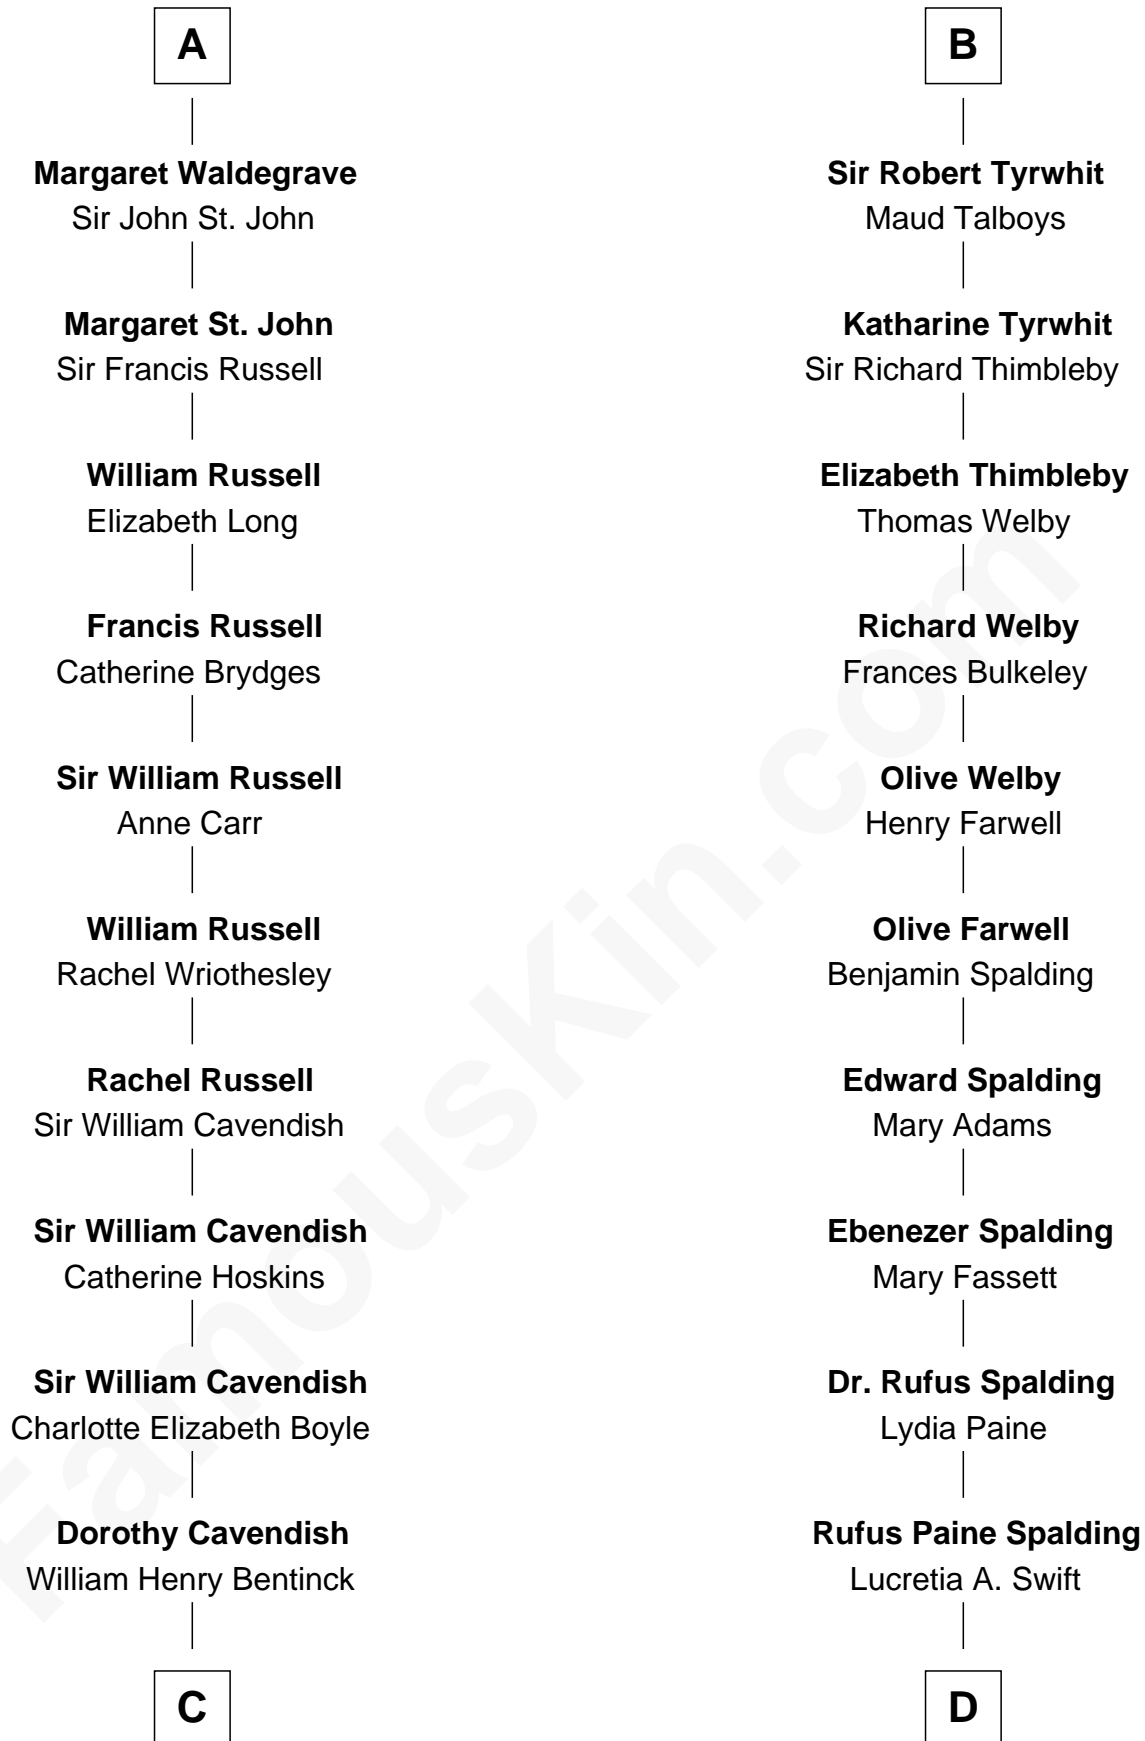 A
Margaret Waldegrave
Sir John St. John
Margaret St. John
Sir Francis Russell
William Russell
Elizabeth Long
Francis Russell
Catherine Brydges
Sir William Russell
Anne Carr
William Russell
Rachel Wriothesley
Rachel Russell
Sir William Cavendish
Sir William Cavendish
Catherine Hoskins
Sir William Cavendish
Charlotte Elizabeth Boyle
Dorothy Cavendish
William Henry Bentinck
C
B
Sir Robert Tyrwhit
Maud Talboys
Katharine Tyrwhit
Sir Richard Thimbleby
Elizabeth Thimbleby
Thomas Welby
Richard Welby
Frances Bulkeley
Olive Welby
Henry Farwell
Olive Farwell
Benjamin Spalding
Edward Spalding
Mary Adams
Ebenezer Spalding
Mary Fassett
Dr. Rufus Spalding
Lydia Paine
Rufus Paine Spalding
Lucretia A. Swift
D
FamousKin.com